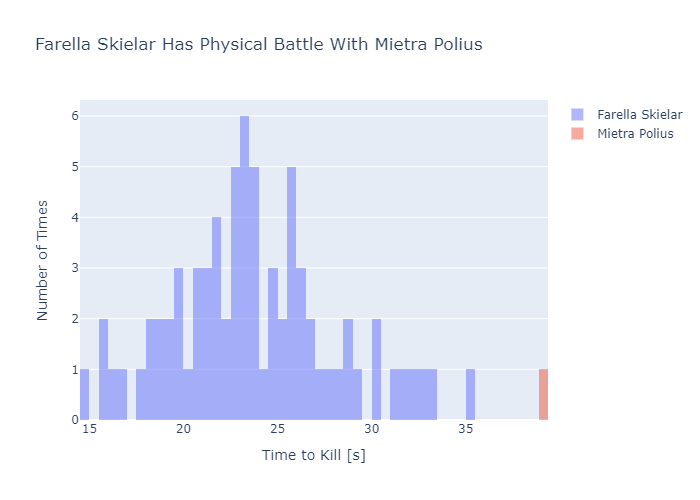 Farella Skielar Has Physical Battle With Mietra Polius
Farella Skielar
Mietra Polius
Number of Times
6
5
4
3
2
1
0
15
20
25
30
35
Time to Kill [s]